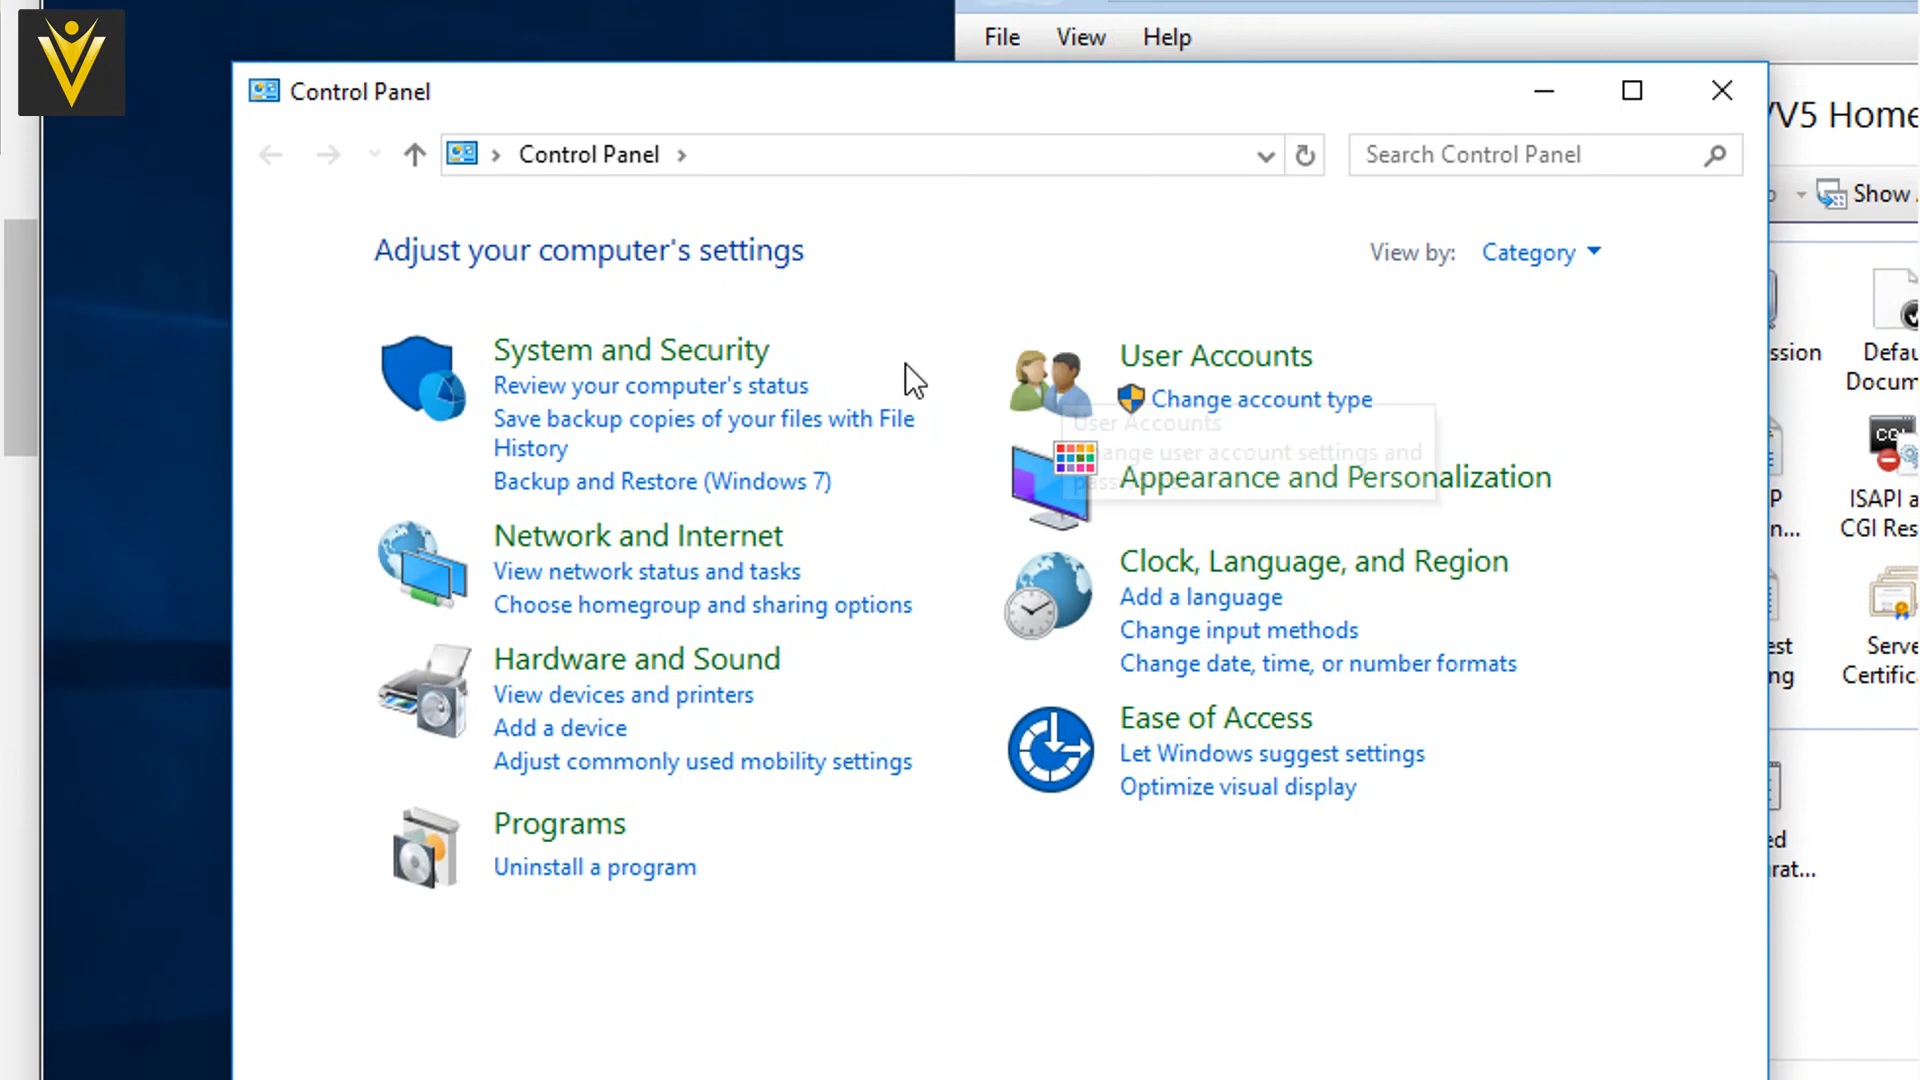 File View Help
Control Panel
Control Panel
Search Control Panel
V5 Home
Show
Adjust your computer's settings
View by: Category
System and Security
Review your computer's status
Save backup copies of your files with File
History
Backup and Restore (Windows 7)
Network and Internet
View network status and tasks
Choose homegroup and sharing options
Hardware and Sound
View devices and printers
Add a device
Adjust commonly used mobility settings
Programs
Uninstall a program
User Accounts
Change account type
User Accounts
Change user account settings and
Appearance and Personalization
Clock, Language, and Region
Add a language
Change input methods
Change date, time, or number formats
Ease of Access
Let Windows suggest settings
Optimize visual display
ssion
Defau
Docum
CGI
P
n...
ISAPI a
CGI Res
est
ng
Serve
Certific
ed
rat...